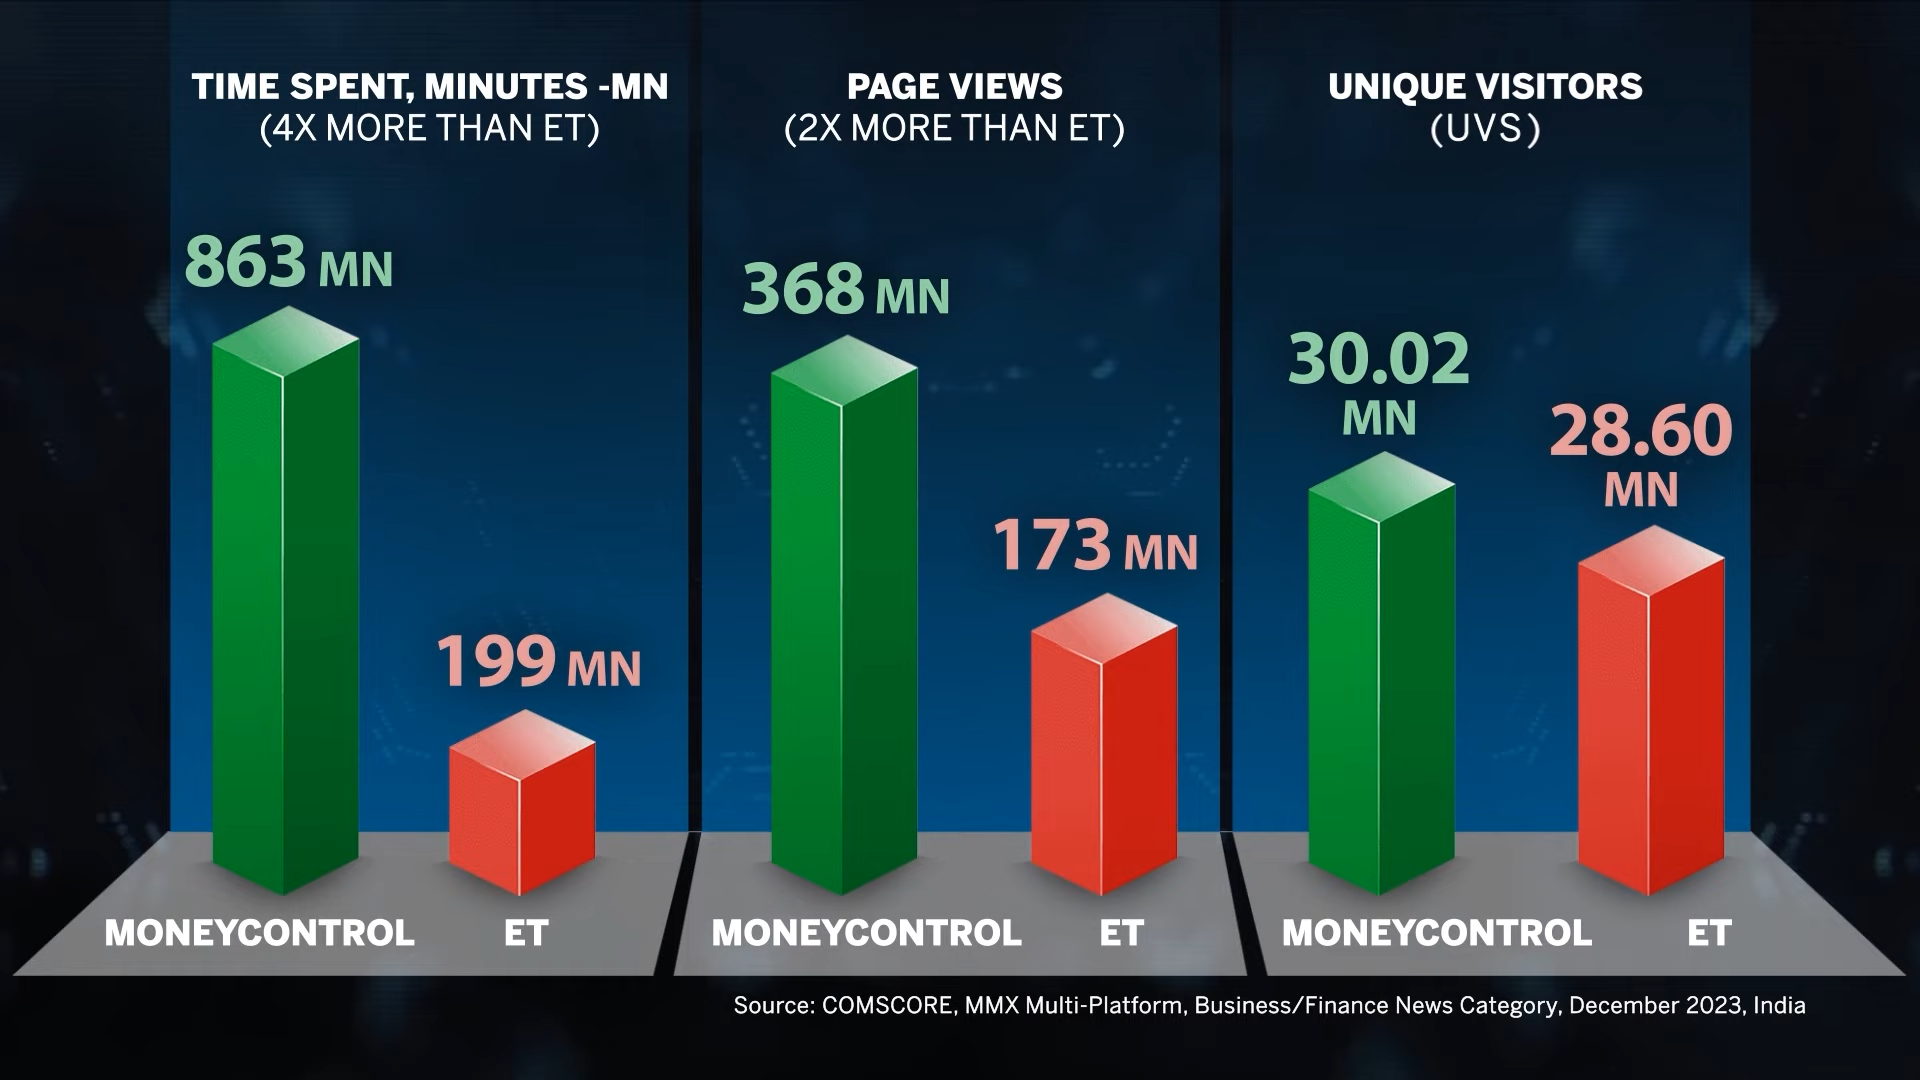 TIME SPENT, MINUTES -MN
(4X MORE THAN ET)
863 MN
199 MN
MONEYCONTROL
ET
PAGE VIEWS
(2X MORE THAN ET)
368 MN
173 MN
MONEYCONTROL
ET
UNIQUE VISITORS
(UVS)
30.02
MN
28.60
MN
MONEYCONTROL
ET
Source: COMSCORE, MMX Multi-Platform, Business/Finance News Category, December 2023, India